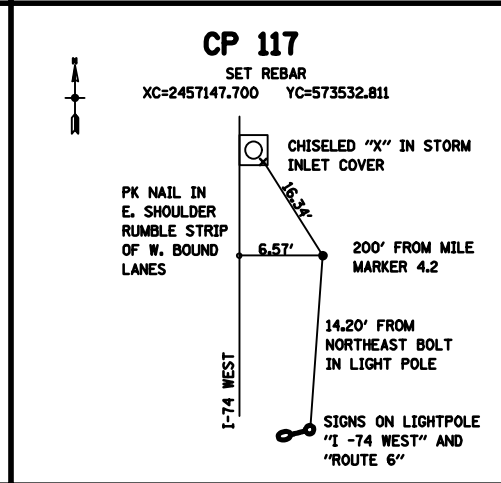 CP 117
N
SET REBAR
XC=2457147.700 YC=573532.811
CHISELED "X" IN STORM
INLET COVER
16.34'
PK NAIL IN
E. SHOULDER
RUMBLE STRIP
OF W. BOUND
LANES
6.57'
200' FROM MILE
MARKER 4.2
14.20' FROM
NORTHEAST BOLT
IN LIGHT POLE
I-74 WEST
SIGNS ON LIGHTPOLE
"I -74 WEST" AND
"ROUTE 6"